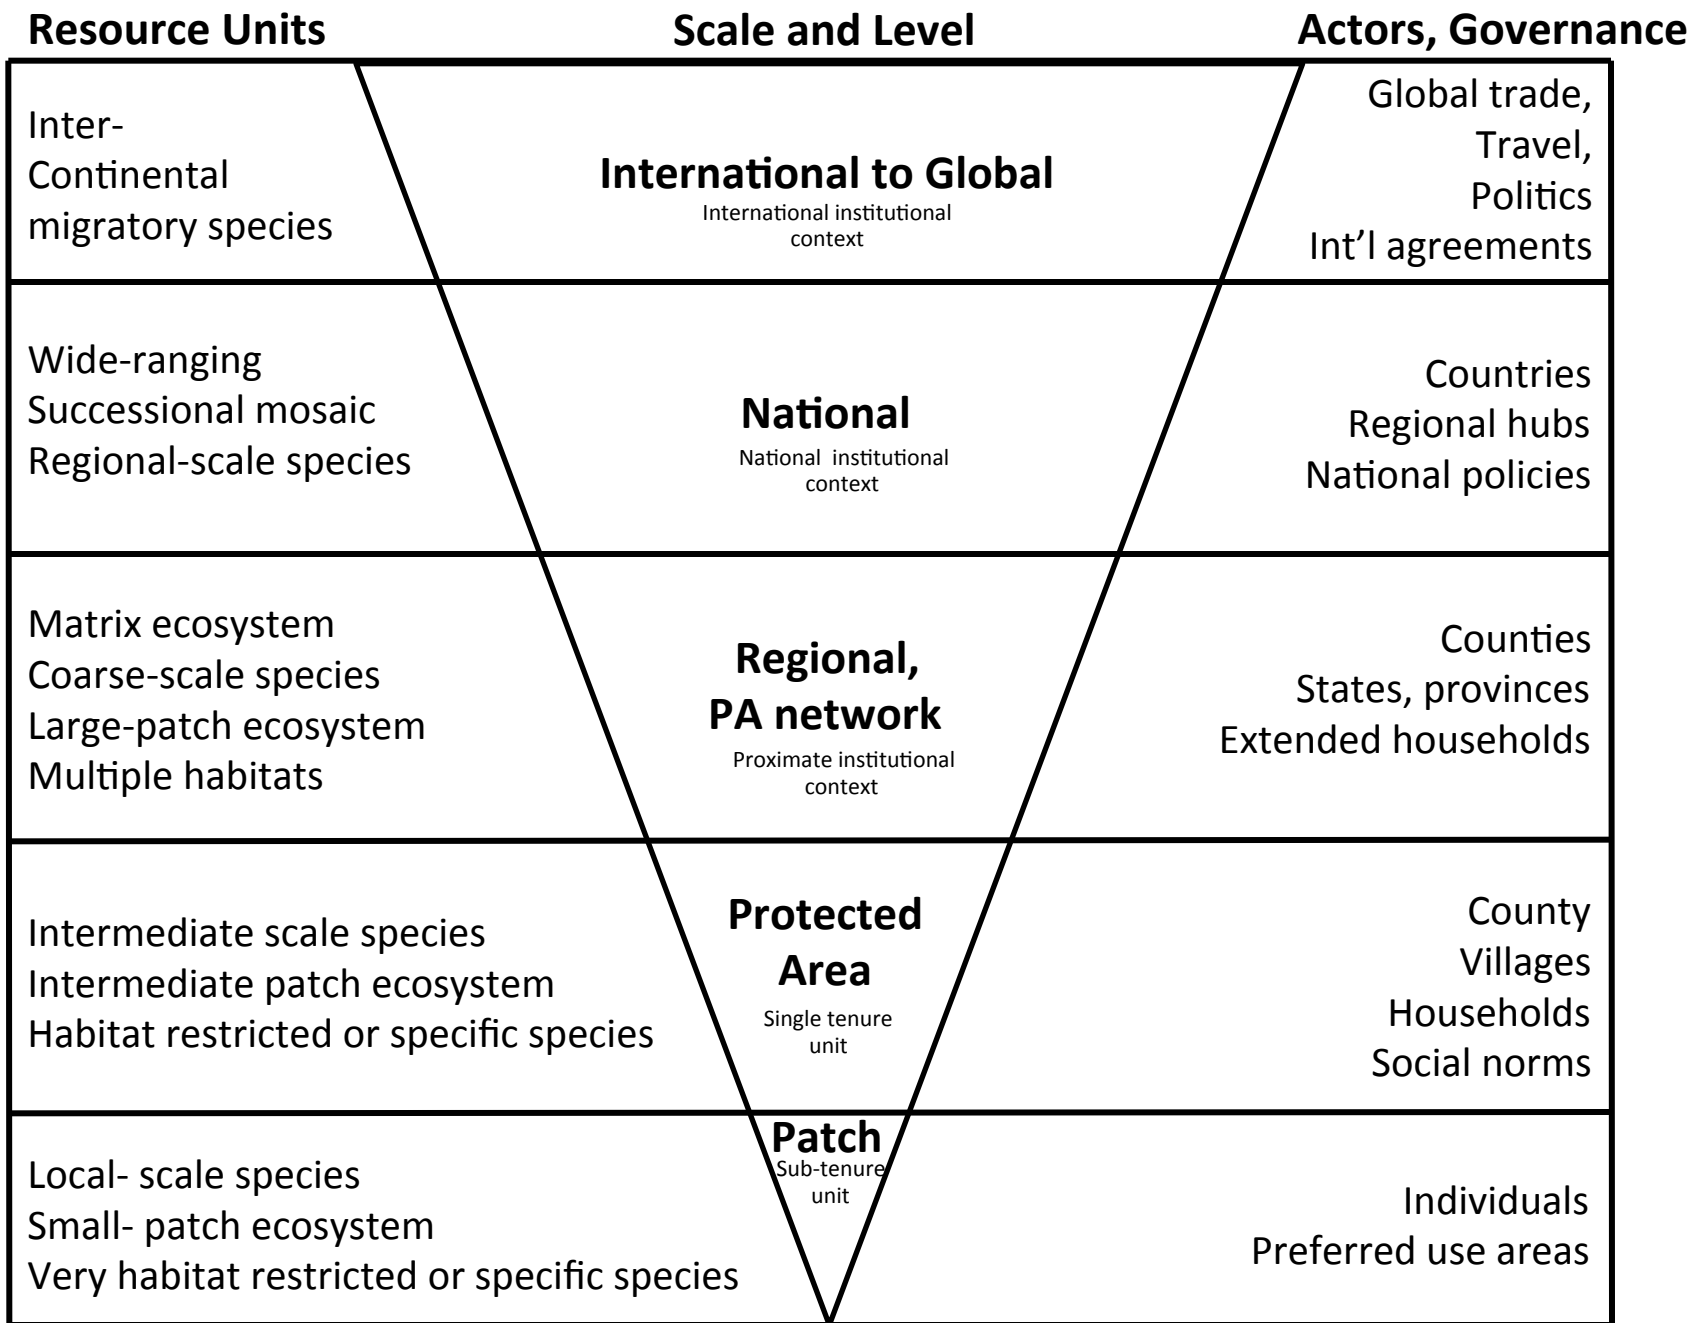 Resource Units
Scale and Level
Actors, Governance
Inter-
Continental
migratory species
International to Global
International institutional
context
Global trade,
Travel,
Politics
Int’l agreements
Wide-ranging
Successional mosaic
Regional-scale species
National
National institutional
context
Countries
Regional hubs
National policies
Matrix ecosystem
Coarse-scale species
Large-patch ecosystem
Multiple habitats
Regional,
PA network
Proximate institutional
context
Counties
States, provinces
Extended households
Intermediate scale species
Intermediate patch ecosystem
Habitat restricted or specific species
Protected
Area
Single tenure
unit
County
Villages
Households
Social norms
Local- scale species
Small- patch ecosystem
Very habitat restricted or specific species
Patch
Sub-tenure
unit
Individuals
Preferred use areas